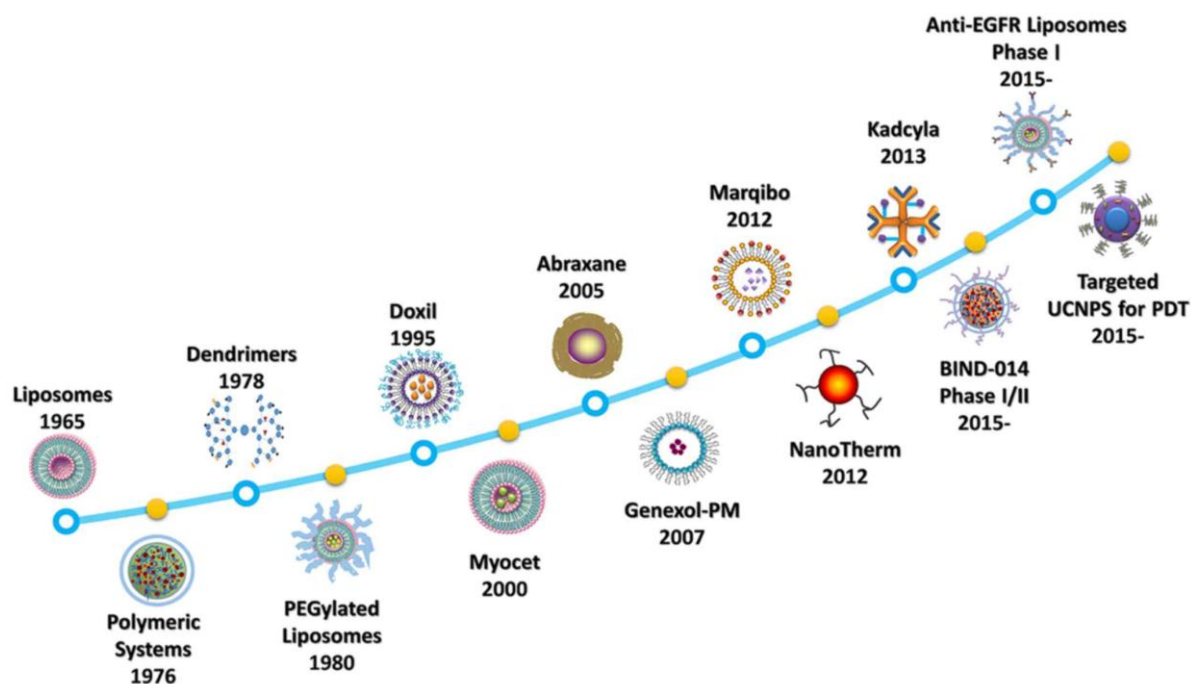 Liposomes
1965
Polymeric
Systems
1976
Dendrimers
1978
PEGylated
Liposomes
1980
Doxil
1995
Myocet
2000
Abraxane
2005
Genexol-PM
2007
Marqibo
2012
NanoTherm
2012
Kadcyla
2013
BIND-014
Phase I/II
2015-
Anti-EGFR Liposomes
Phase I
2015-
Targeted
UCNPS for PDT
2015-